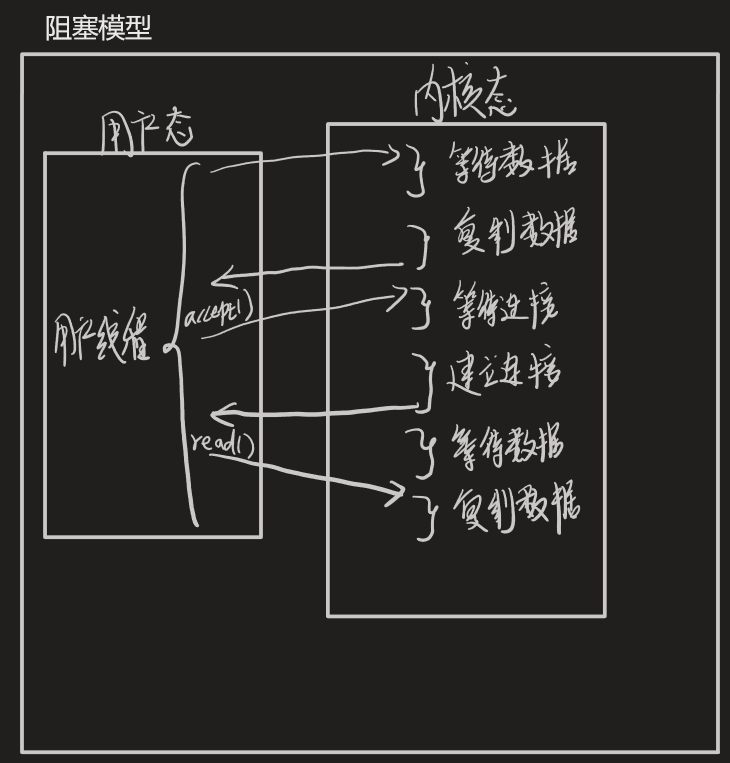 阻塞模型
用户态
内核态
等待数据
复制数据
accept()
等待连接
用户线程
建立连接
read()
等待数据
复制数据